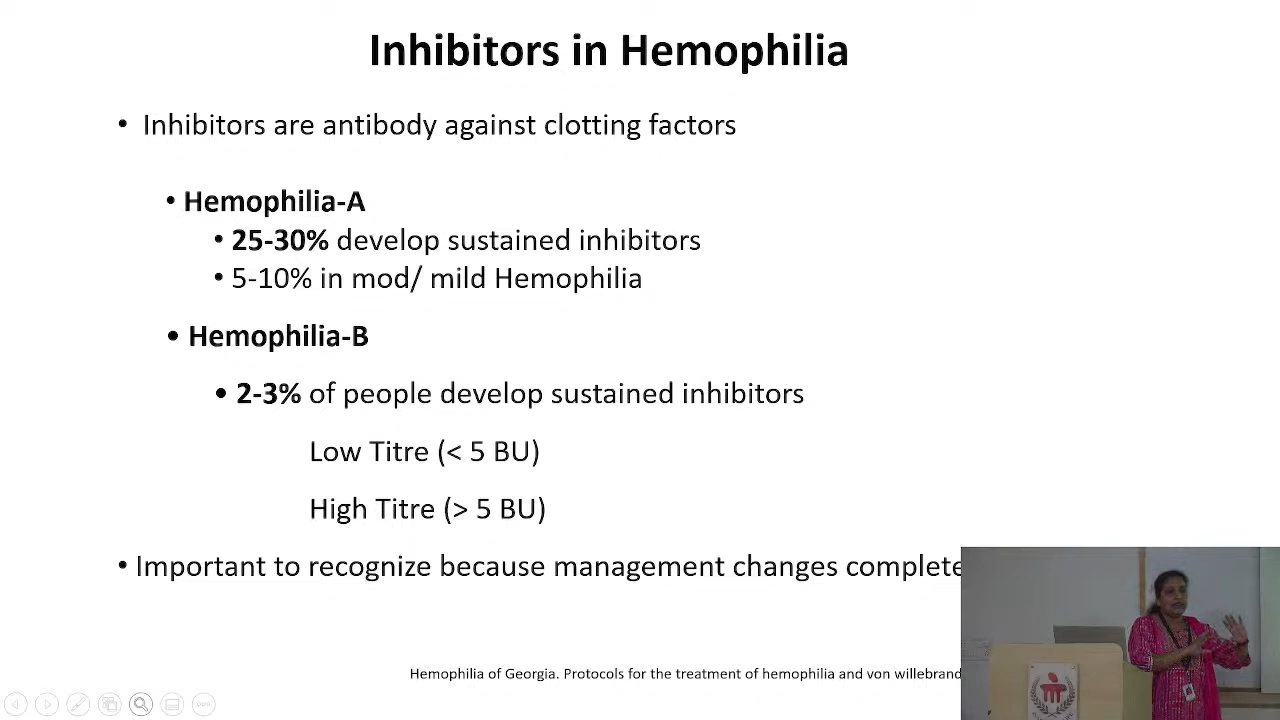 Inhibitors in Hemophilia
• Inhibitors are antibody against clotting factors
• Hemophilia-A
• 25-30% develop sustained inhibitors
• 5-10% in mod/ mild Hemophilia
• Hemophilia-B
• 2-3% of people develop sustained inhibitors
Low Titre (< 5 BU)
High Titre (> 5 BU)
• Important to recognize because management changes complete
Hemophilia of Georgia. Protocols for the treatment of hemophilia and von willebrand